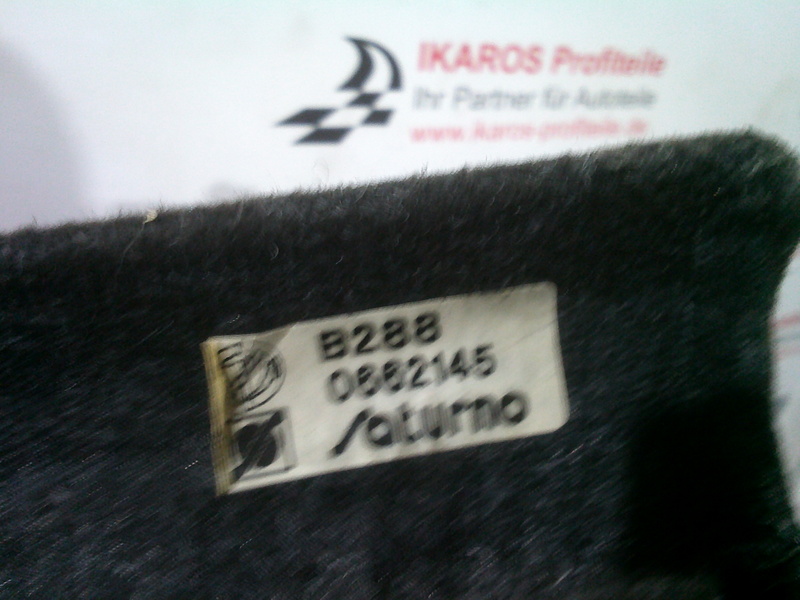 IKAROS Profiteile
Ihr Partner für Autoteile
www.ikaros-profiteile.de
B288
0662145
Saturno